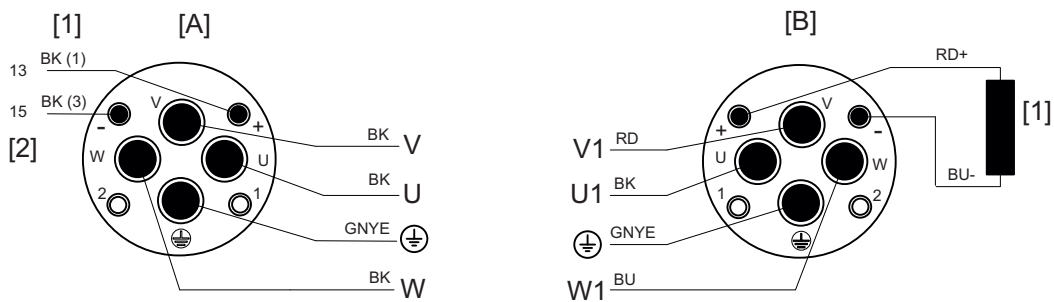 [1] [A]
13 BK (1)
15 BK (3)
[2]
V
-
+
W
U
2
1
BK V
BK U
GNYE
BK W
[B]
RD+
[1]
BU-
V
+
-
U
W
1
2
V1 RD
U1 BK
GNYE
W1 BU